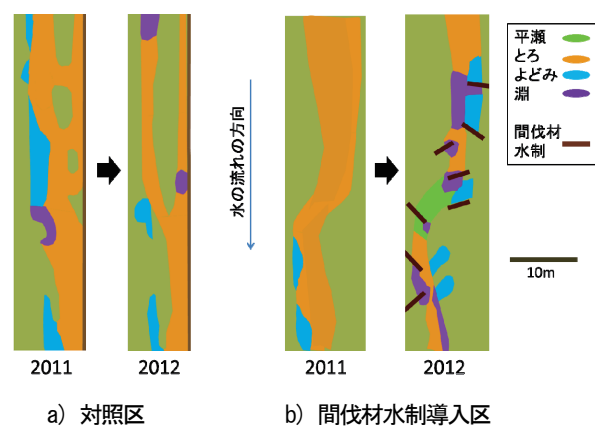 平瀬
とろ
よどみ
淵
間伐材
水制
水の流れの方向
10m
2011
2012
2011
2012
a) 対照区
b) 間伐材水制導入区